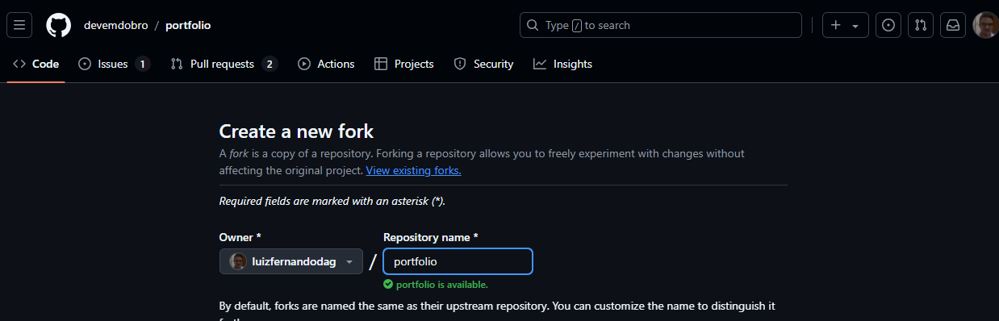 devemdobro / portfolio
Type / to search
Code Issues 1 Pull requests 2 Actions Projects Security Insights
Create a new fork
A fork is a copy of a repository. Forking a repository allows you to freely experiment with changes without
affecting the original project. View existing forks.
Required fields are marked with an asterisk (*).
Owner * Repository name *
luizfernandodag / portfolio
portfolio is available.
By default, forks are named the same as their upstream repository. You can customize the name to distinguish it